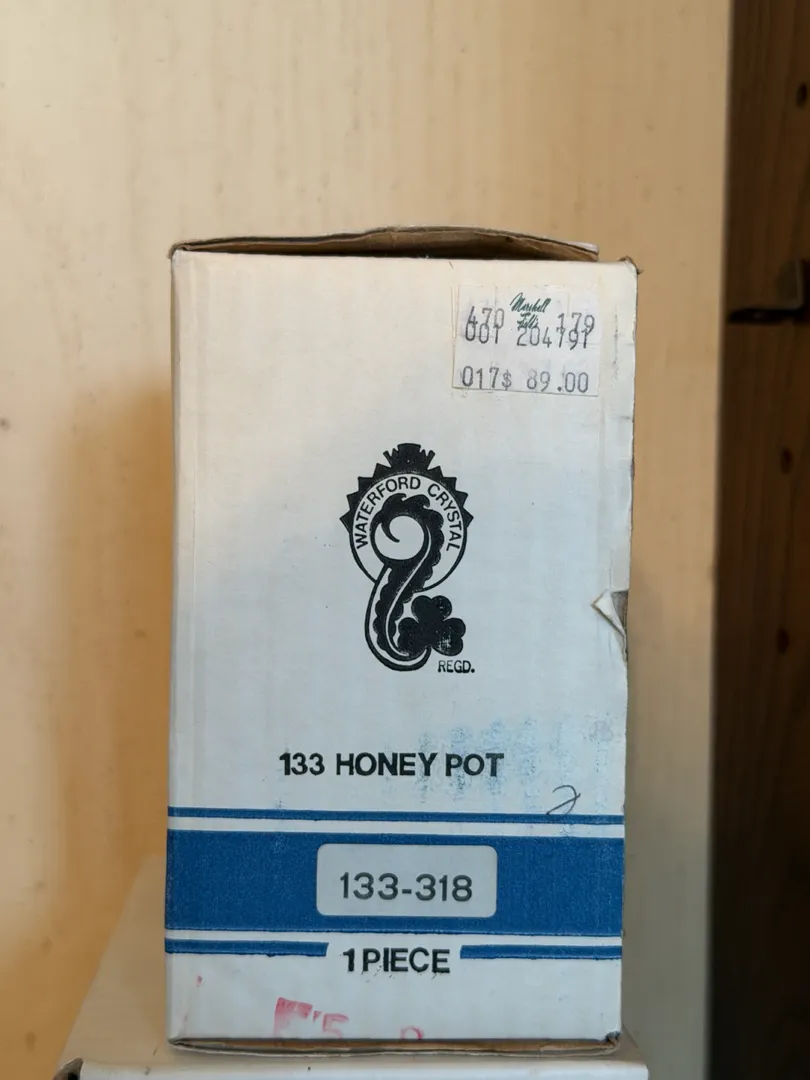 Marshall Field's
470 179
001 204791
017$ 89.00
WATERFORD CRYSTAL
REGD.
133 HONEY POT
2
133-318
1 PIECE